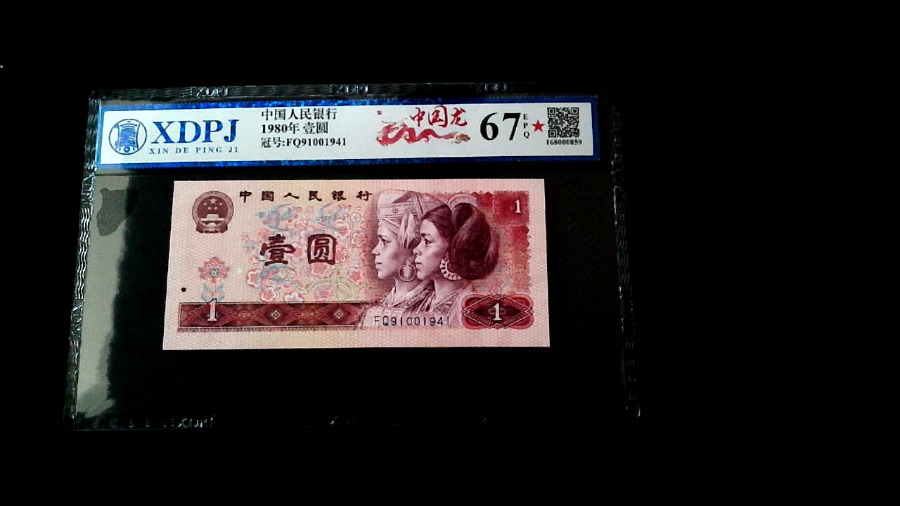 XDPJ
XIN DE PING JI
中国人民银行
1980年 壹圆
冠号:FQ91001941
中国龙
67
EPQ
168000859
中国人民银行
壹圆
1
1
1
FQ91001941